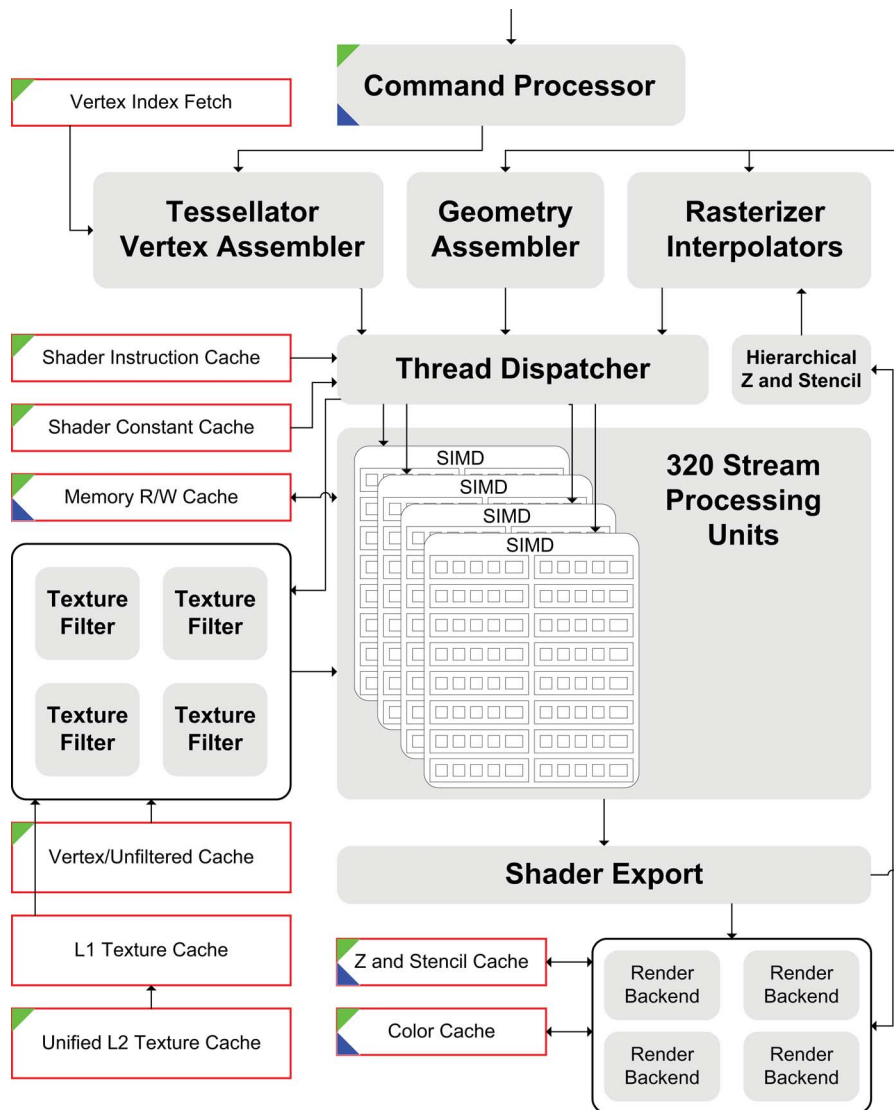 Command Processor
Vertex Index Fetch
Tessellator
Vertex Assembler
Geometry
Assembler
Rasterizer
Interpolators
Shader Instruction Cache
Thread Dispatcher
Hierarchical
Z and Stencil
Shader Constant Cache
Memory R/W Cache
SIMD
SIMD
SIMD
SIMD
320 Stream
Processing
Units
Texture
Filter
Texture
Filter
Texture
Filter
Texture
Filter
Vertex/Unfiltered Cache
Shader Export
L1 Texture Cache
Z and Stencil Cache
Render
Backend
Render
Backend
Unified L2 Texture Cache
Color Cache
Render
Backend
Render
Backend